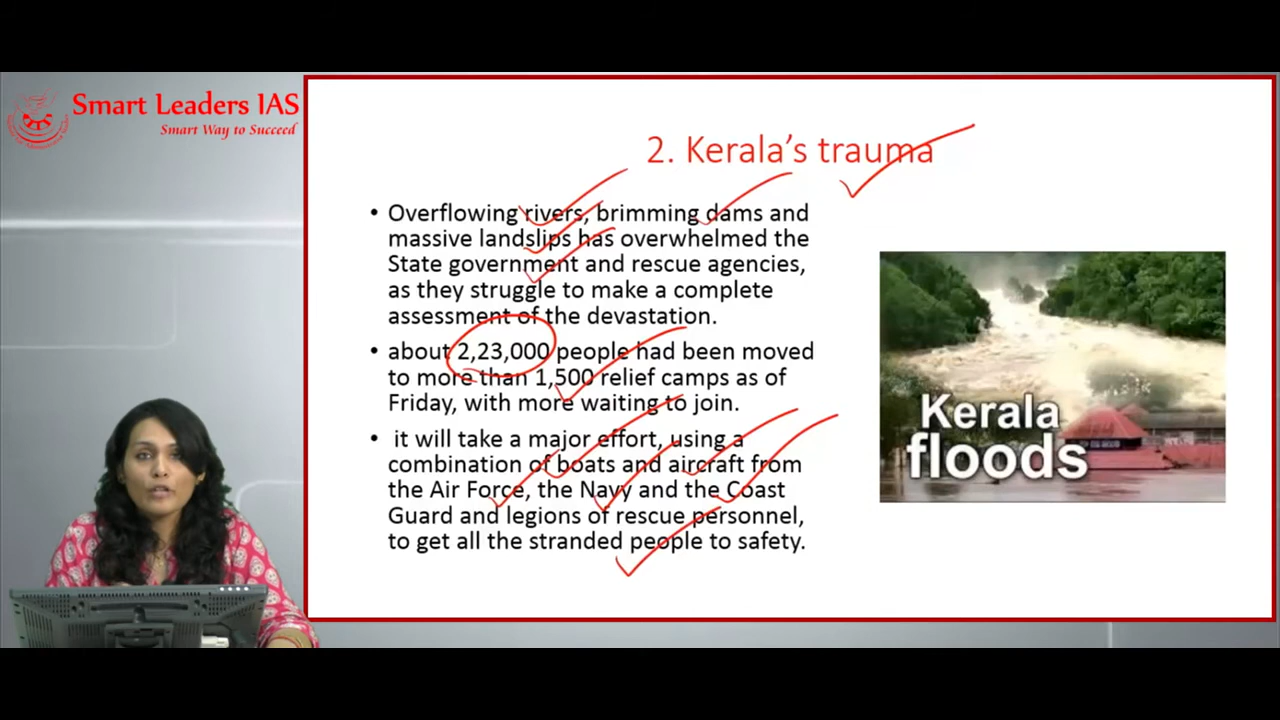 Smart Leaders IAS
Smart Way to Succeed
2. Kerala's trauma
• Overflowing rivers, brimming dams and
massive landslips has overwhelmed the
State government and rescue agencies,
as they struggle to make a complete
assessment of the devastation.
• about 2,23,000 people had been moved
to more than 1,500 relief camps as of
Friday, with more waiting to join.
• it will take a major effort, using a
combination of boats and aircraft from
the Air Force, the Navy and the Coast
Guard and legions of rescue personnel,
to get all the stranded people to safety.
Kerala
floods